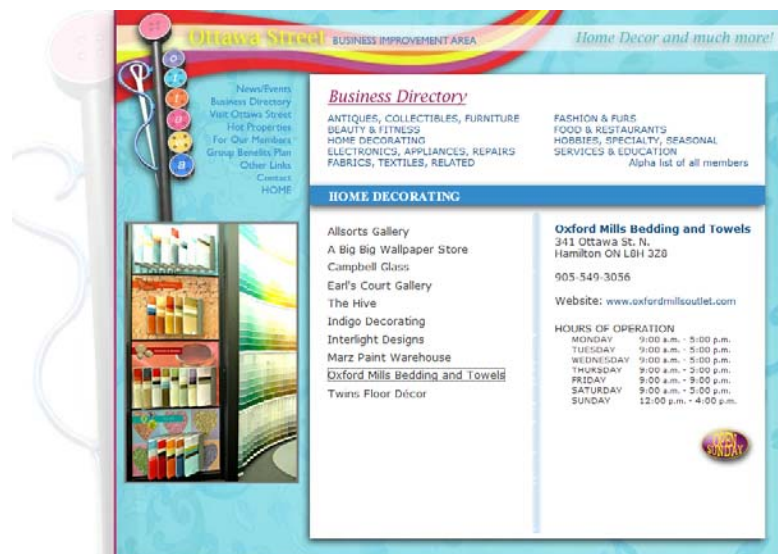 Ottawa Street BUSINESS IMPROVEMENT AREA
Home Decor and much more!
o
t
t
a
w
a
News/Events
Business Directory
Visit Ottawa Street
Hot Properties
For Our Members
Group Benefits Plan
Other Links
Contact
HOME
Business Directory
ANTIQUES, COLLECTIBLES, FURNITURE
BEAUTY & FITNESS
HOME DECORATING
ELECTRONICS, APPLIANCES, REPAIRS
FABRICS, TEXTILES, RELATED
FASHION & FURS
FOOD & RESTAURANTS
HOBBIES, SPECIALTY, SEASONAL
SERVICES & EDUCATION
Alpha list of all members
HOME DECORATING
Allsorts Gallery
A Big Big Wallpaper Store
Campbell Glass
Earl's Court Gallery
The Hive
Indigo Decorating
Interlight Designs
Marz Paint Warehouse
Oxford Mills Bedding and Towels
Twins Floor Décor
Oxford Mills Bedding and Towels
341 Ottawa St. N.
Hamilton ON L8H 3Z8
905-549-3056
Website: www.oxfordmillsoutlet.com
HOURS OF OPERATION
MONDAY 9:00 a.m. - 5:00 p.m.
TUESDAY 9:00 a.m. - 5:00 p.m.
WEDNESDAY 9:00 a.m. - 5:00 p.m.
THURSDAY 9:00 a.m. - 5:00 p.m.
FRIDAY 9:00 a.m. - 9:00 p.m.
SATURDAY 9:00 a.m. - 5:00 p.m.
SUNDAY 12:00 p.m. - 4:00 p.m.
OPEN
SUNDAY